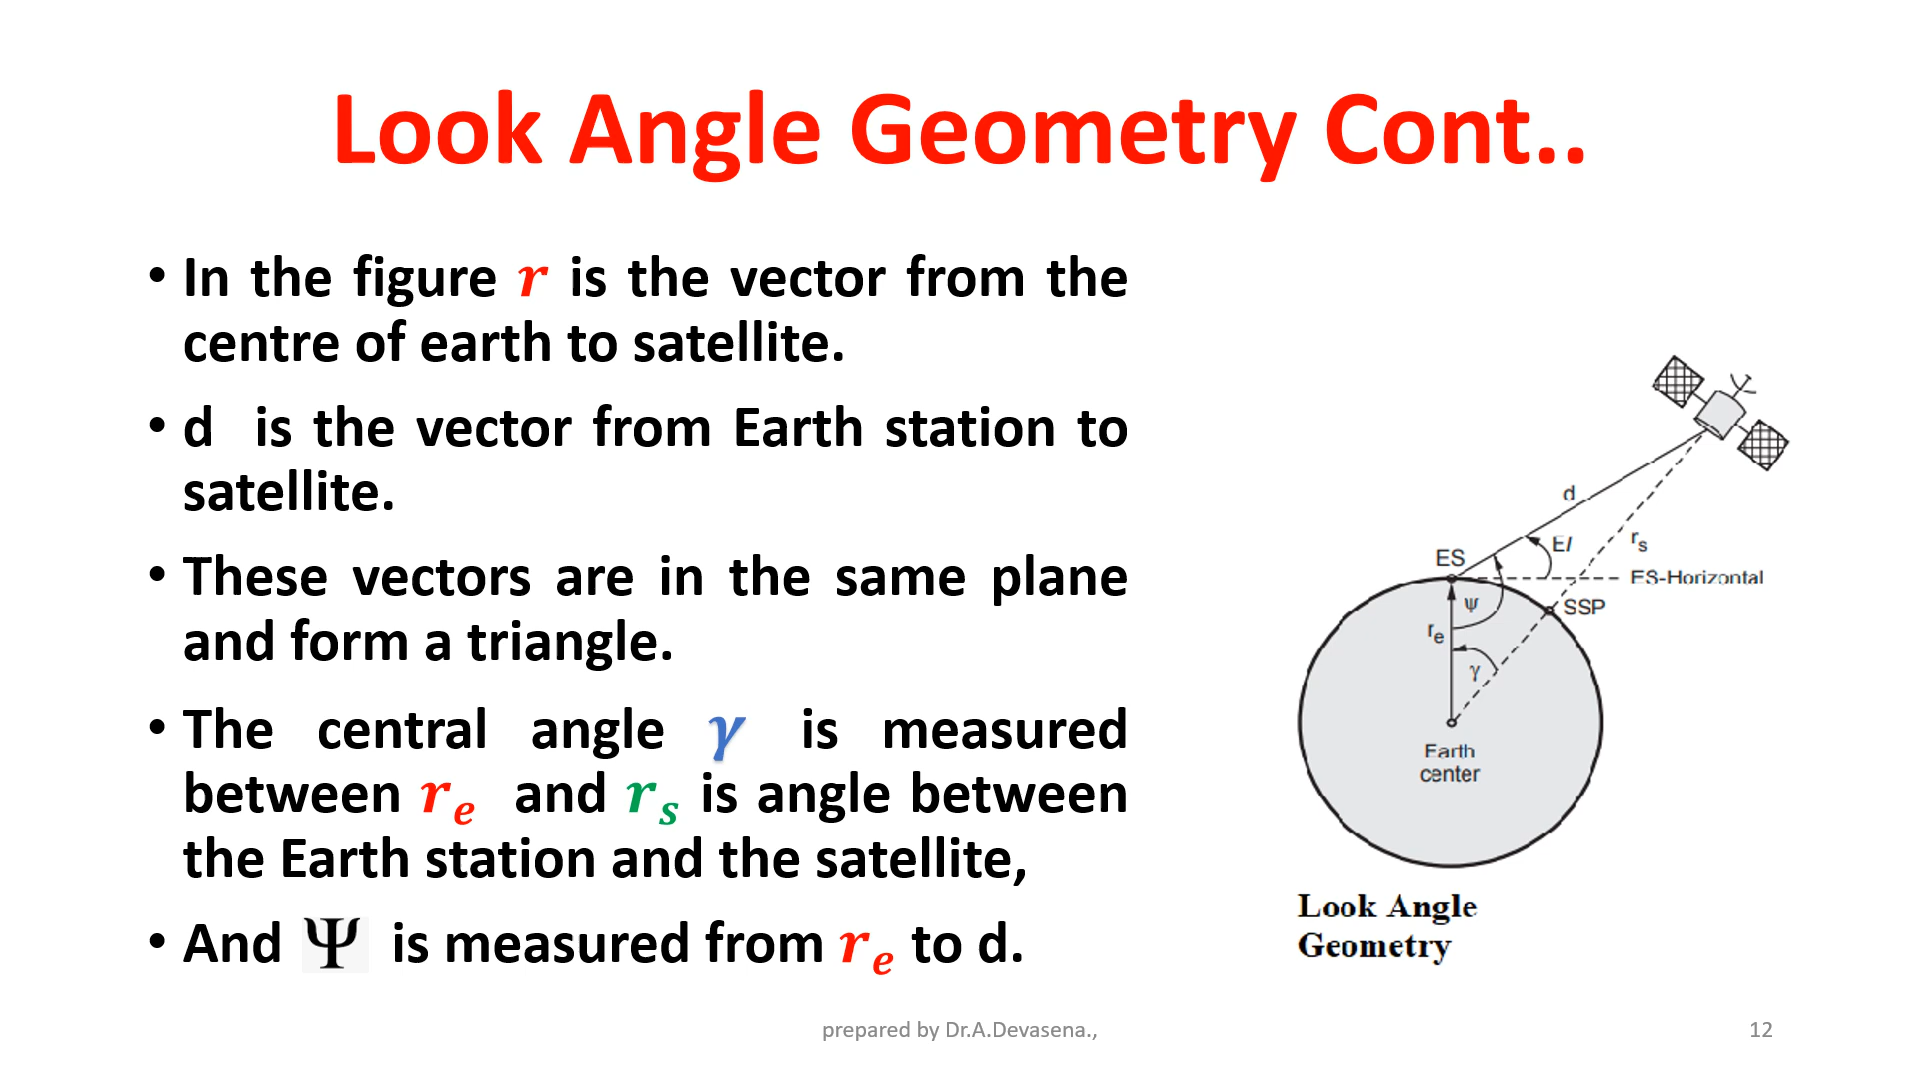 Look Angle Geometry Cont..
• In the figure r is the vector from the
centre of earth to satellite.
• d is the vector from Earth station to
satellite.
• These vectors are in the same plane
and form a triangle.
• The central angle γ is measured
between rₑ and rₛ is angle between
the Earth station and the satellite,
• And Ψ is measured from rₑ to d.
d
El
rₛ
ES
ES-Horizontal
ψ
SSP
rₑ
γ
Earth
center
Look Angle
Geometry
prepared by Dr.A.Devasena.,
12